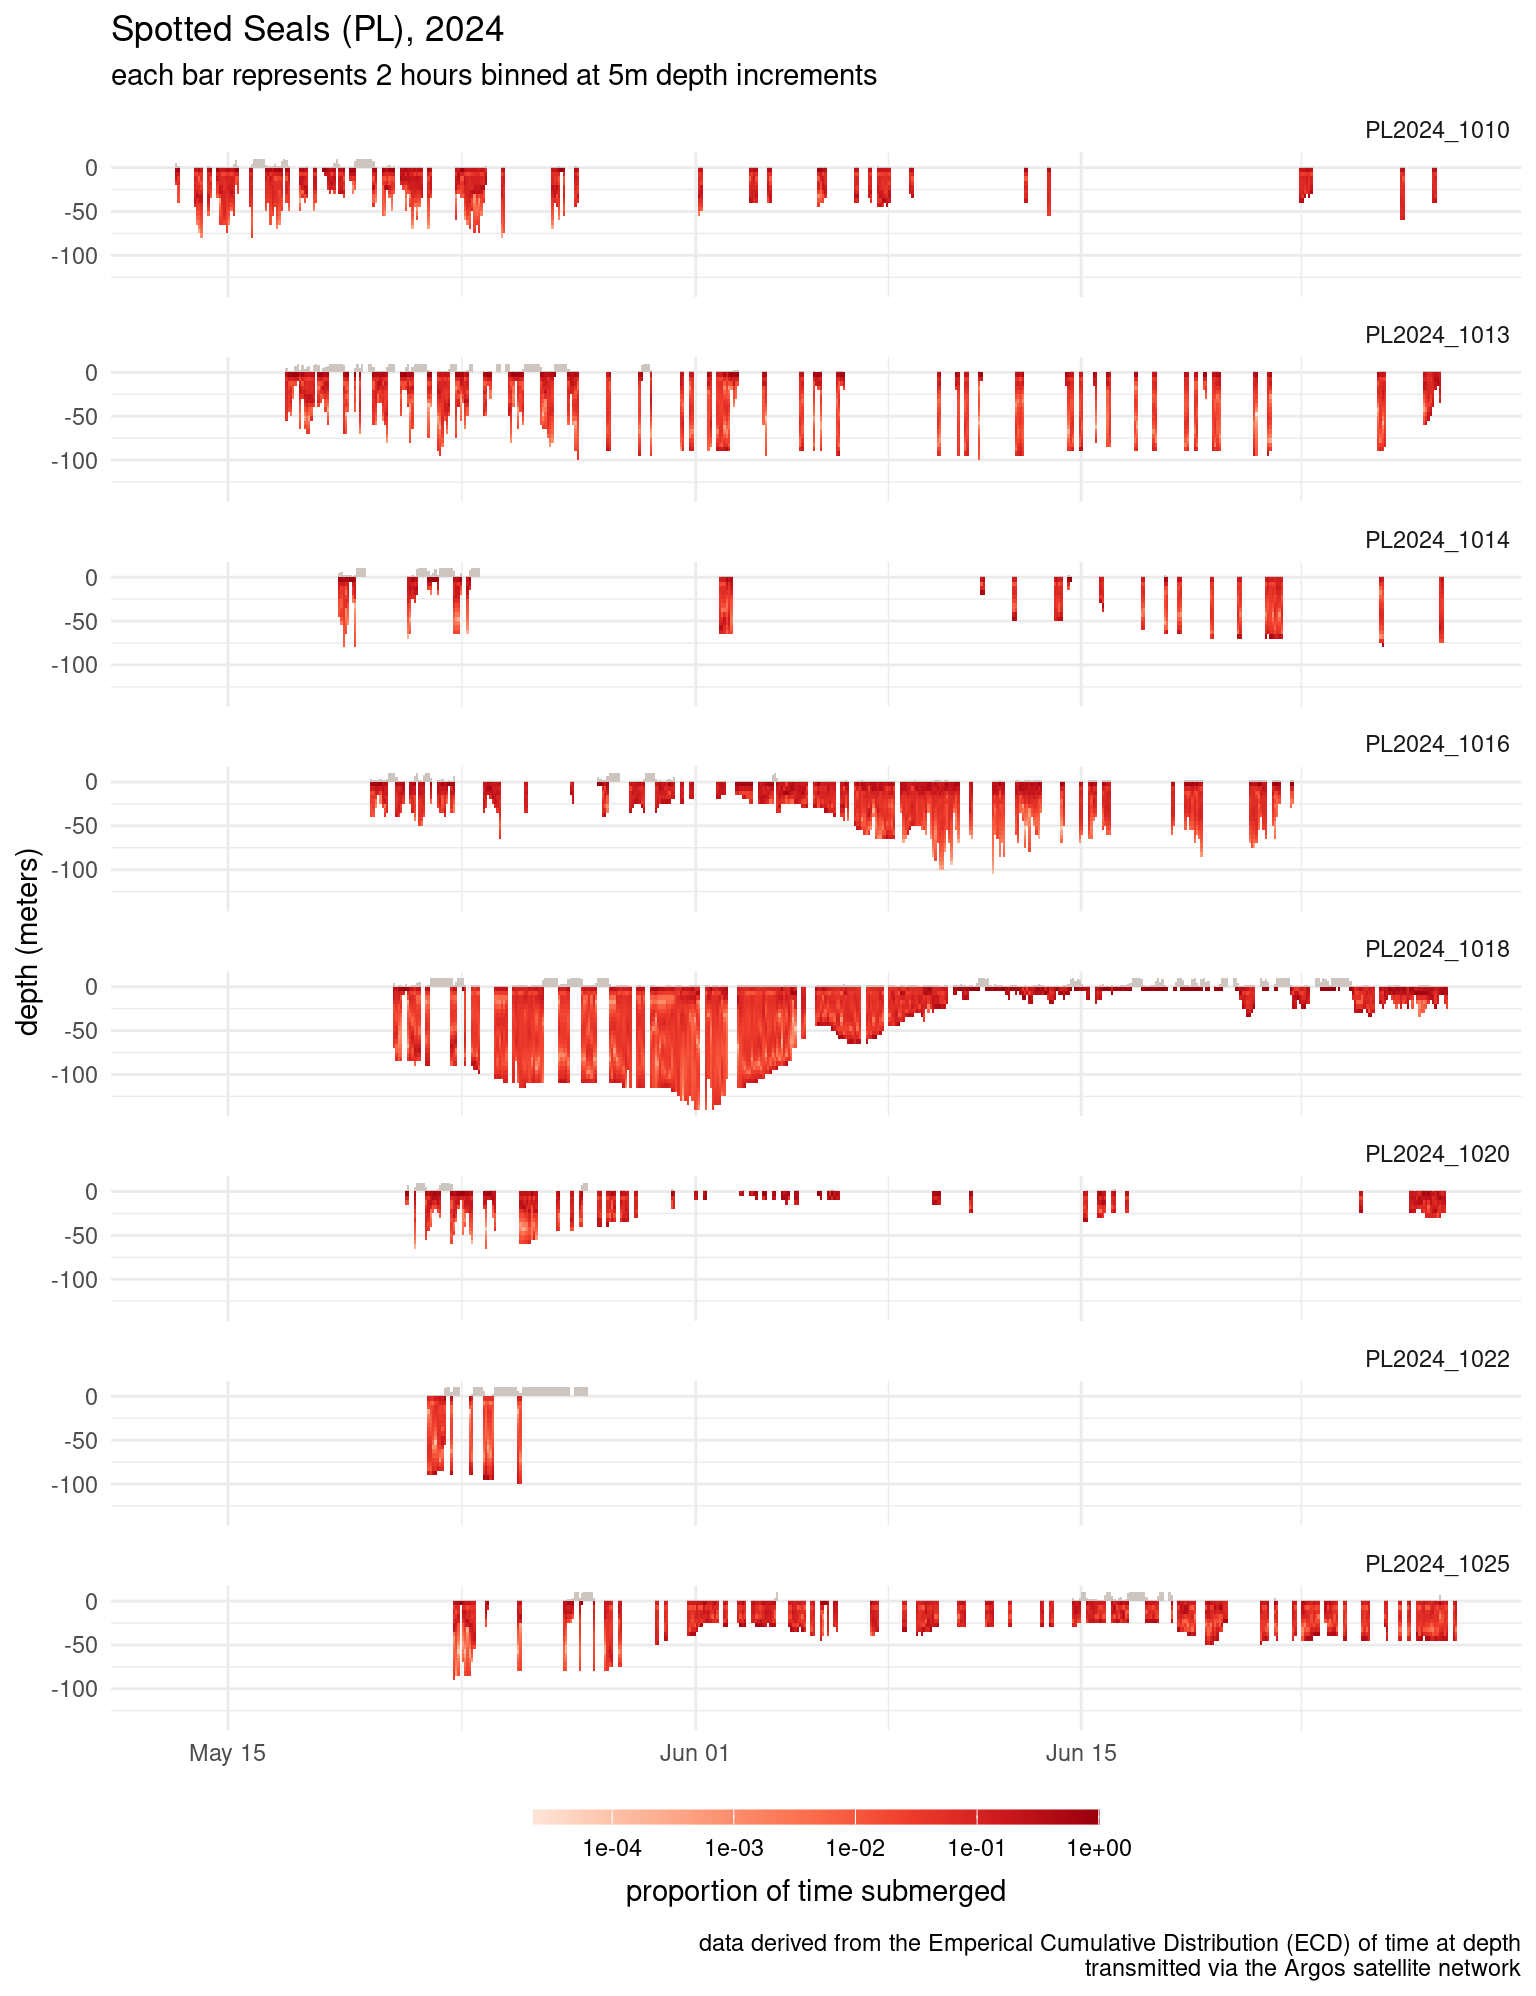 Spotted Seals (PL), 2024
each bar represents 2 hours binned at 5m depth increments
PL2024_1010
0
-50
-100
PL2024_1013
0
-50
-100
PL2024_1014
0
-50
-100
PL2024_1016
0
-50
-100
depth (meters)
PL2024_1018
0
-50
-100
PL2024_1020
0
-50
-100
PL2024_1022
0
-50
-100
PL2024_1025
0
-50
-100
May 15 Jun 01 Jun 15
1e-04 1e-03 1e-02 1e-01 1e+00
proportion of time submerged
data derived from the Emperical Cumulative Distribution (ECD) of time at depth
transmitted via the Argos satellite network